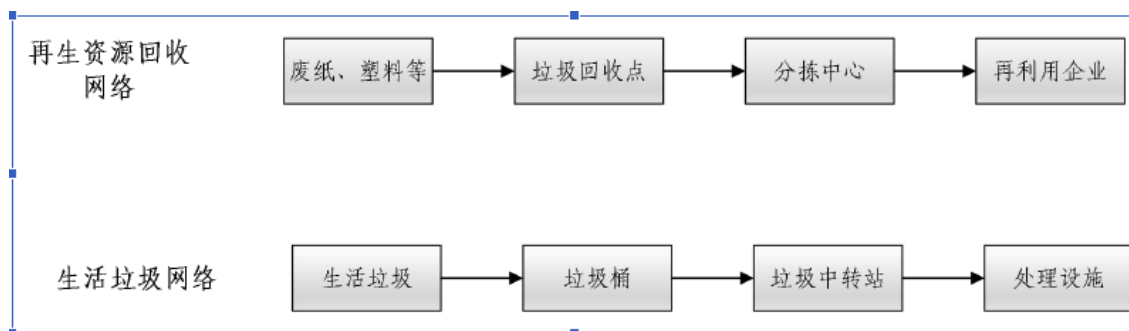 再生资源回收
网络
废纸、塑料等
垃圾回收点
分拣中心
再利用企业
生活垃圾网络
生活垃圾
垃圾桶
垃圾中转站
处理设施